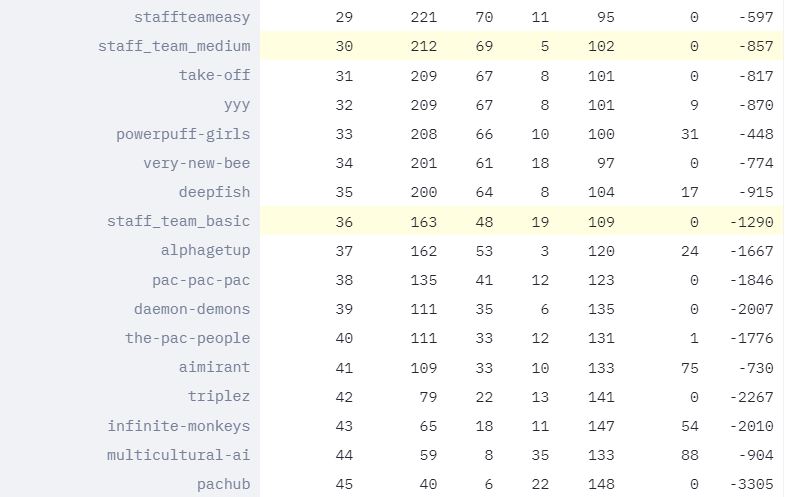 staffteameasy 29 221 70 11 95 0 -597
staff_team_medium 30 212 69 5 102 0 -857
take-off 31 209 67 8 101 0 -817
yyy 32 209 67 8 101 9 -870
powerpuff-girls 33 208 66 10 100 31 -448
very-new-bee 34 201 61 18 97 0 -774
deepfish 35 200 64 8 104 17 -915
staff_team_basic 36 163 48 19 109 0 -1290
alphagetup 37 162 53 3 120 24 -1667
pac-pac-pac 38 135 41 12 123 0 -1846
daemon-demons 39 111 35 6 135 0 -2007
the-pac-people 40 111 33 12 131 1 -1776
aimirant 41 109 33 10 133 75 -730
triplez 42 79 22 13 141 0 -2267
infinite-monkeys 43 65 18 11 147 54 -2010
multicultural-ai 44 59 8 35 133 88 -904
pachub 45 40 6 22 148 0 -3305